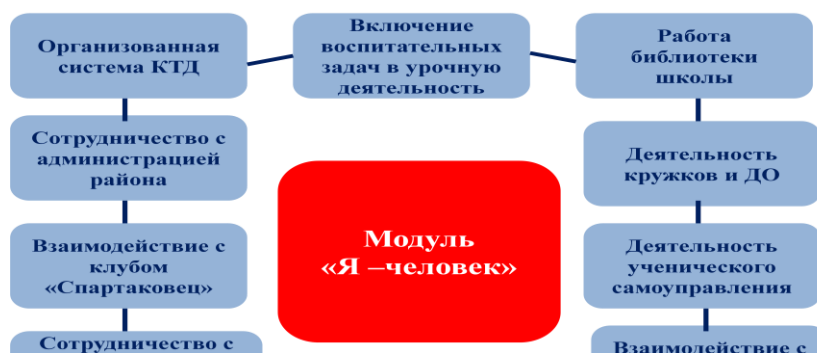 Организованная
система КТД
Включение
воспитательных
задач в урочную
деятельность
Работа
библиотеки
школы
Сотрудничество с
администрацией
района
Деятельность
кружков и ДО
Модуль
«Я –человек»
Взаимодействие с
клубом
«Спартаковец»
Деятельность
ученического
самоуправления
Сотрудничество с
Взаимодействие с